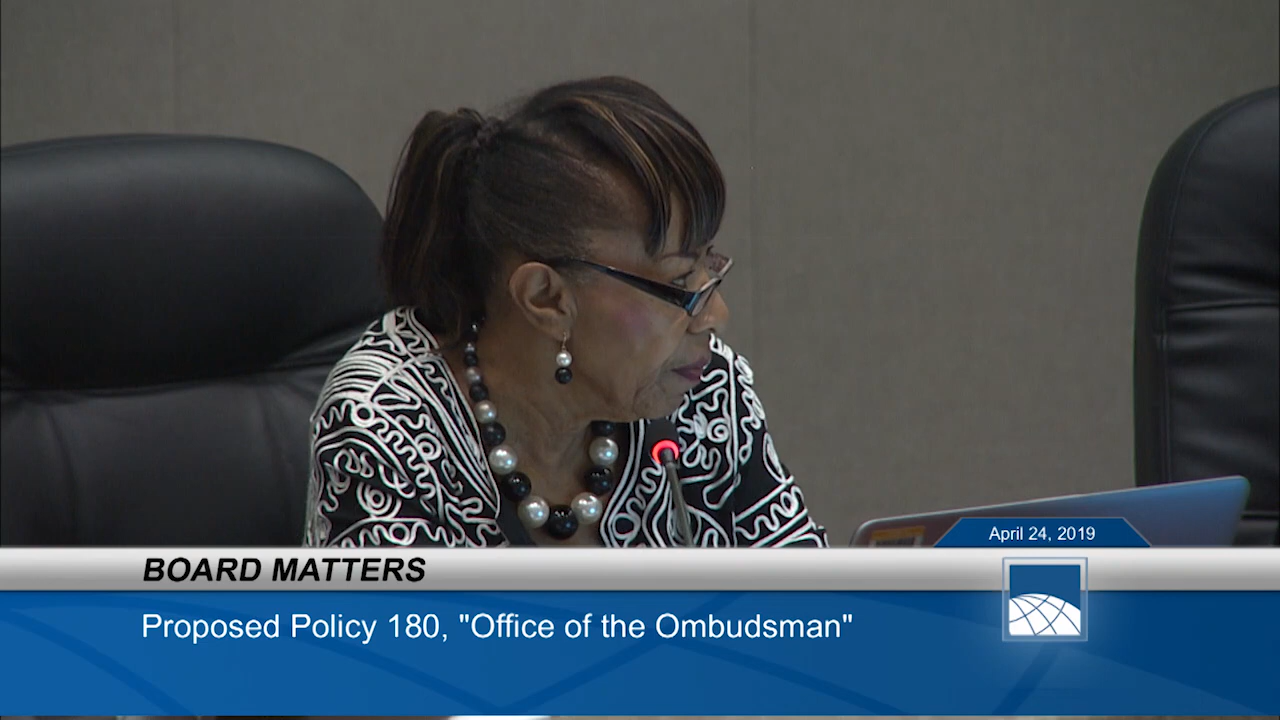 April 24, 2019
BOARD MATTERS
Proposed Policy 180, "Office of the Ombudsman"